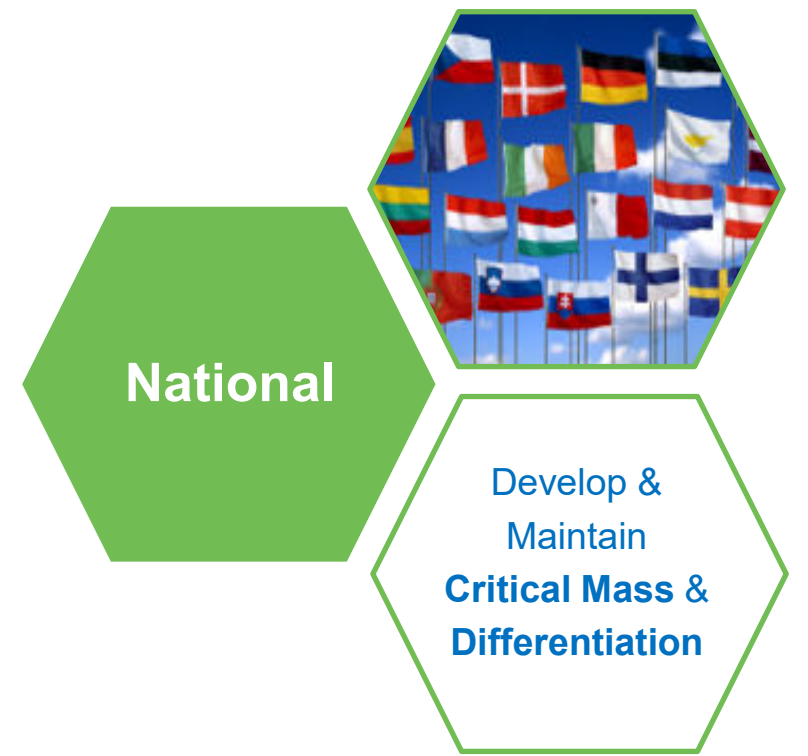 National
Develop &
Maintain
Critical Mass &
Differentiation